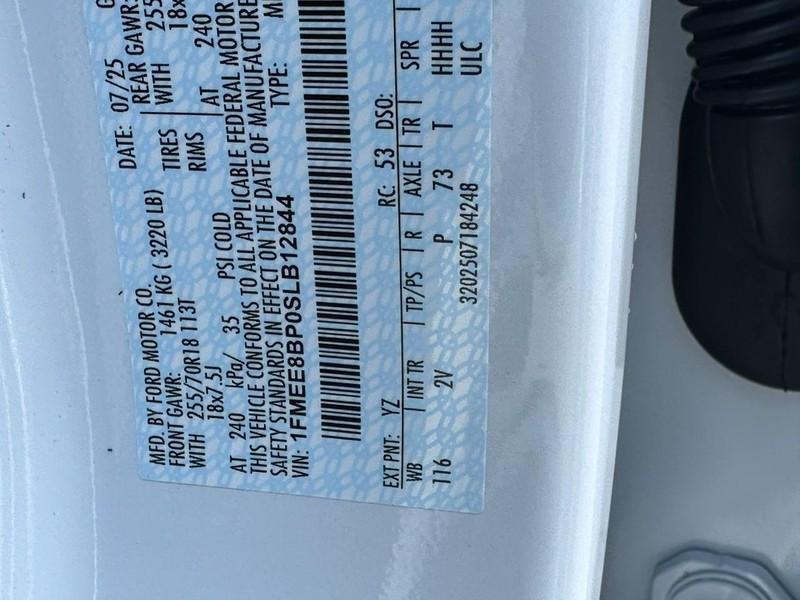 MFD. BY FORD MOTOR CO. DATE: 07/25
FRONT GAWR: 1461 KG ( 3220 LB) REAR GAWR:
WITH 255/70R18 113T TIRES WITH 255
18x7.5J RIMS 18x
AT 240 kPa/ 35 PSI COLD AT 240
THIS VEHICLE CONFORMS TO ALL APPLICABLE FEDERAL MOTOR
SAFETY STANDARDS IN EFFECT ON THE DATE OF MANUFACTURE
VIN: 1FMEE8BP0SLB12844 TYPE:
EXT PNT: YZ RC: 53 DSO:
WB | INT TR | TP/PS | R | AXLE | TR | SPR
116 2V P 73 T HHHH
ULC
3202507184248